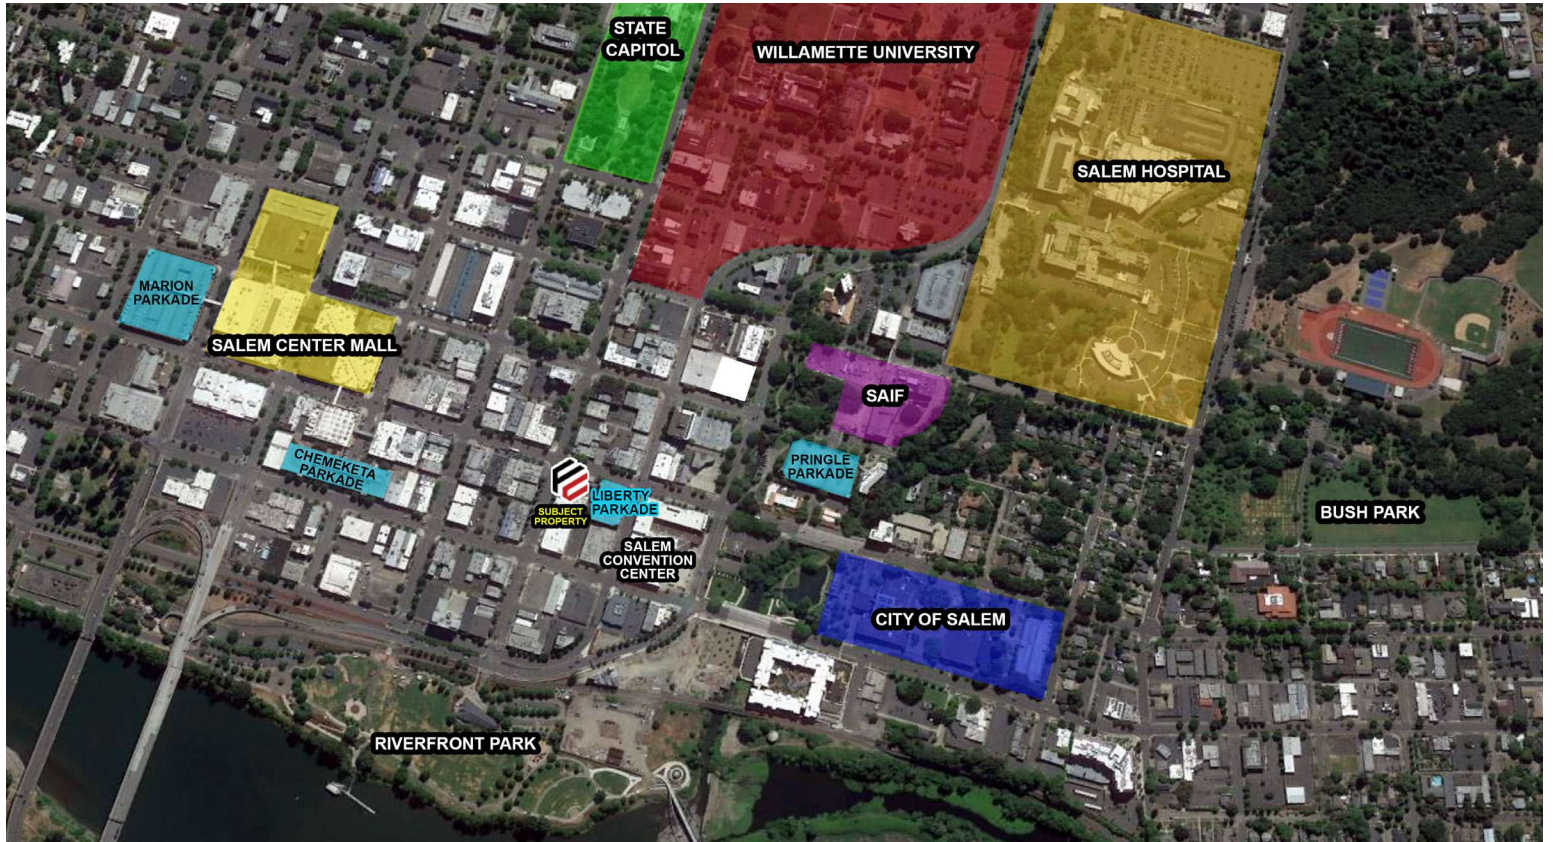 STATE
CAPITOL
WILLAMETTE UNIVERSITY
SALEM HOSPITAL
MARION
PARKADE
SALEM CENTER MALL
SAIF
CHEMEKETA
PARKADE
PRINGLE
PARKADE
LIBERTY
PARKADE
SUBJECT
PROPERTY
BUSH PARK
SALEM
CONVENTION
CENTER
CITY OF SALEM
RIVERFRONT PARK